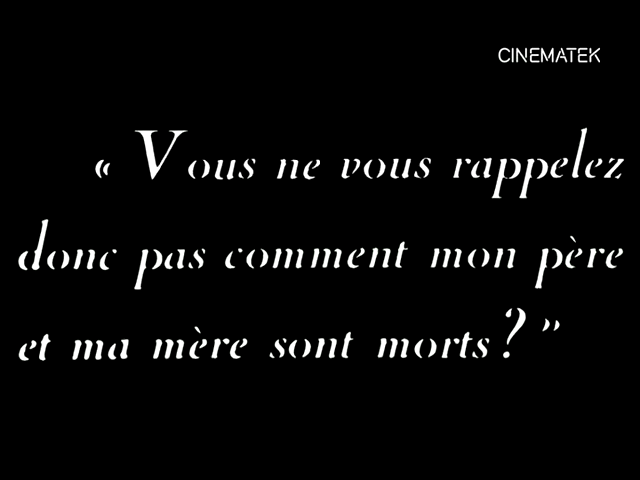 CINEMATEK
« Vous ne vous rappelez
donc pas comment mon père
et ma mère sont morts? ”